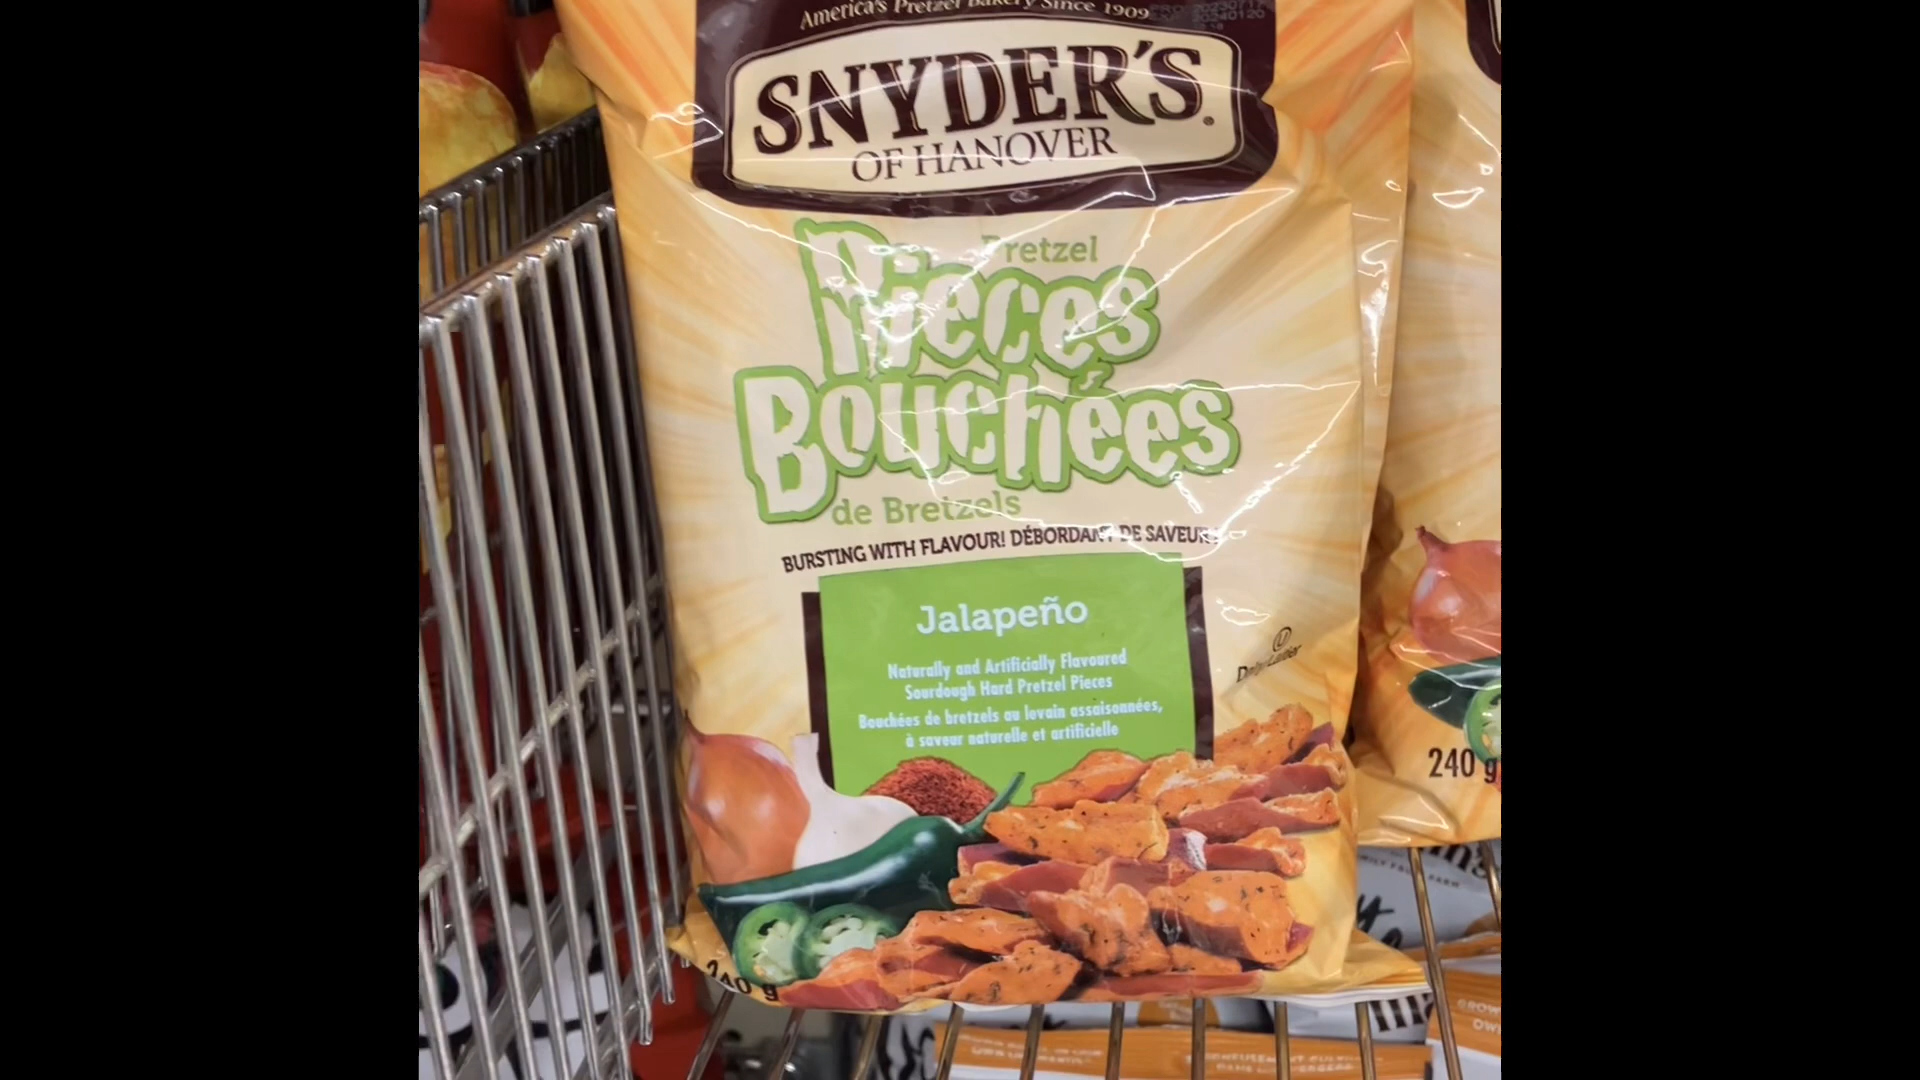 America's Pretzel Bakery Since 1909
SNYDER'S
OF HANOVER
Pretzel
Pieces
Bouchées
de Bretzels
BURSTING WITH FLAVOUR! DÉBORDANT DE SAVEUR!
Jalapeño
Naturally and Artificially Flavoured
Sourdough Hard Pretzel Pieces
Bouchées de bretzels au levain assaisonnées,
à saveur naturelle et artificielle
240 g
240 g